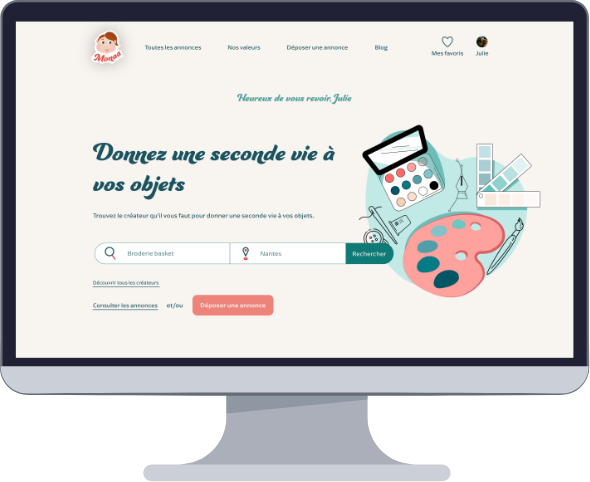 Monaa
Toutes les annonces
Nos valeurs
Déposer une annonce
Blog
Mes favoris
Julie
Heureux de vous revoir, Julie
Donnez une seconde vie à
vos objets
Trouvez le créateur qu'il vous faut pour donner une seconde vie à vos objets.
Broderie basket
Nantes
Rechercher
Découvrir tous les créateurs
Consulter les annonces
et/ou
Déposer une annonce